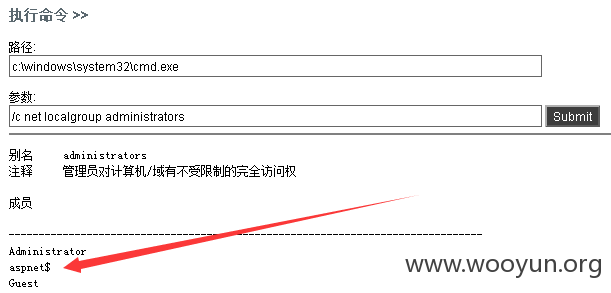 执行命令 >>
路径:
c:\windows\system32\cmd.exe
参数:
/c net localgroup administrators
Submit
别名 administrators
注释 管理员对计算机/域有不受限制的完全访问权
成员
-------------------------------------------------------------------------------
Administrator
aspnet$
Guest
www.wooyun.org